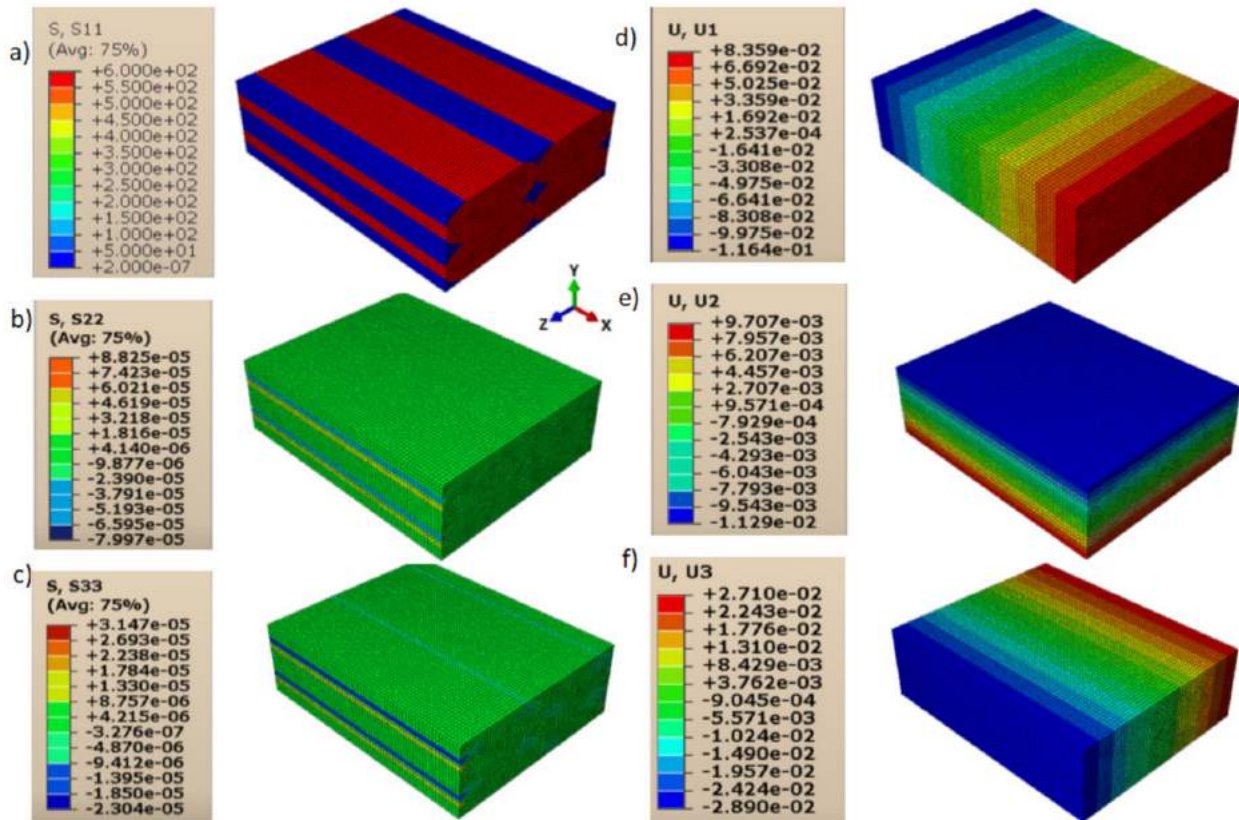 a)
S, S11
(Avg: 75%)
+6.000e+02
+5.500e+02
+5.000e+02
+4.500e+02
+4.000e+02
+3.500e+02
+3.000e+02
+2.500e+02
+2.000e+02
+1.500e+02
+1.000e+02
+5.000e+01
+2.000e-07
b)
S, S22
(Avg: 75%)
+8.825e-05
+7.423e-05
+6.021e-05
+4.619e-05
+3.218e-05
+1.816e-05
+4.140e-06
-9.877e-06
-2.390e-05
-3.791e-05
-5.193e-05
-6.595e-05
-7.997e-05
c)
S, S33
(Avg: 75%)
+3.147e-05
+2.693e-05
+2.238e-05
+1.784e-05
+1.330e-05
+8.757e-06
+4.215e-06
-3.276e-07
-4.870e-06
-9.412e-06
-1.395e-05
-1.850e-05
-2.304e-05
Y
Z
X
d)
U, U1
+8.359e-02
+6.692e-02
+5.025e-02
+3.359e-02
+1.692e-02
+2.537e-04
-1.641e-02
-3.308e-02
-4.975e-02
-6.641e-02
-8.308e-02
-9.975e-02
-1.164e-01
e)
U, U2
+9.707e-03
+7.957e-03
+6.207e-03
+4.457e-03
+2.707e-03
+9.571e-04
-7.929e-04
-2.543e-03
-4.293e-03
-6.043e-03
-7.793e-03
-9.543e-03
-1.129e-02
f)
U, U3
+2.710e-02
+2.243e-02
+1.776e-02
+1.310e-02
+8.429e-03
+3.762e-03
-9.045e-04
-5.571e-03
-1.024e-02
-1.490e-02
-1.957e-02
-2.424e-02
-2.890e-02